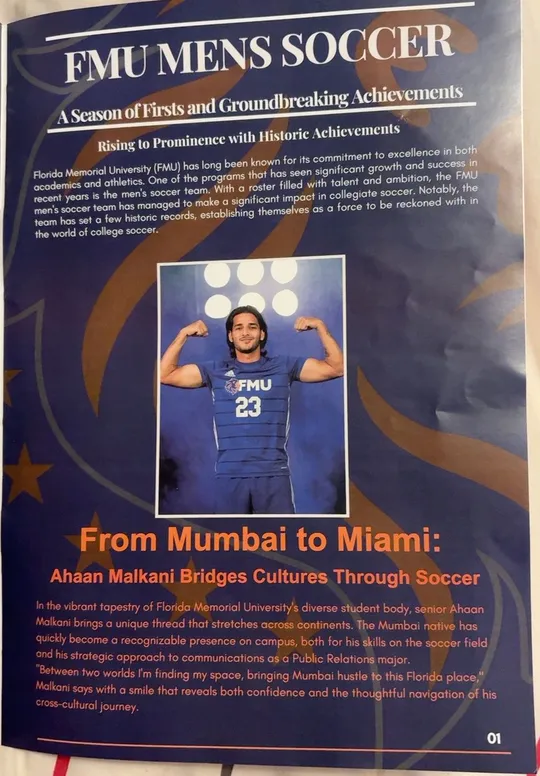 FMU MENS SOCCER
A Season of Firsts and Groundbreaking Achievements
Rising to Prominence with Historic Achievements
Florida Memorial University (FMU) has long been known for its commitment to excellence in both
academics and athletics. One of the programs that has seen significant growth and success in
recent years is the men's soccer team. With a roster filled with talent and ambition, the FMU
men's soccer team has managed to make a significant impact in collegiate soccer. Notably, the
team has set a few historic records, establishing themselves as a force to be reckoned with in
the world of college soccer.
FMU
23
From Mumbai to Miami:
Ahaan Malkani Bridges Cultures Through Soccer
In the vibrant tapestry of Florida Memorial University's diverse student body, senior Ahaan
Malkani brings a unique thread that stretches across continents. The Mumbai native has
quickly become a recognizable presence on campus, both for his skills on the soccer field
and his strategic approach to communications as a Public Relations major.
"Between two worlds I'm finding my space, bringing Mumbai hustle to this Florida place,"
Malkani says with a smile that reveals both confidence and the thoughtful navigation of his
cross-cultural journey.
01